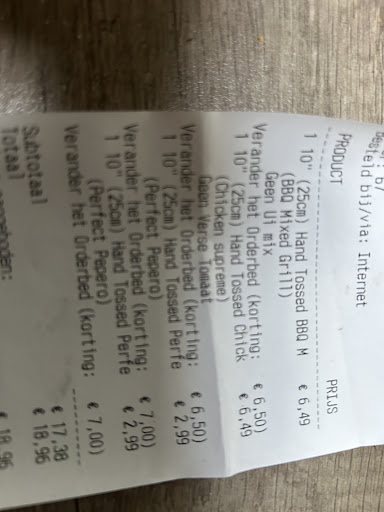 Besteld bij/via: Internet
PRODUCT PRIJS
1 10" (25cm) Hand Tossed BBQ M € 6,49
(BBQ Mixed Grill)
Geen Ui mix
Verander het Orderbed (korting: € 6,50)
1 10" (25cm) Hand Tossed Chick € 6,49
(Chicken supreme)
Geen Verse Tomaat
Verander het Orderbed (korting: € 6,50)
1 10" (25cm) Hand Tossed Perfe € 2,99
(Perfect Pepero)
Verander het Orderbed (korting: € 7,00)
1 10" (25cm) Hand Tossed Perfe € 2,99
(Perfect Pepero)
Verander het Orderbed (korting: € 7,00)
Subtotaal € 17,38
Totaal € 18,96
€ 18,96